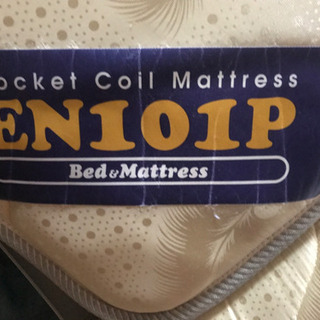 ocket Coil Mattress
EN101P
Bed & Mattress